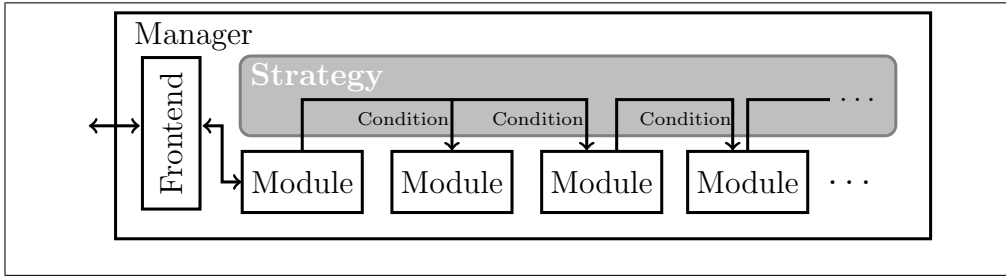 Manager
Frontend
Strategy
Condition Condition Condition ...
Module Module Module Module ...